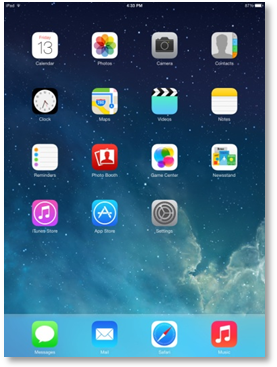 iPad 4:35 PM 87%
Friday
13
Calendar Photos Camera Contacts
Clock Maps Videos Notes
Reminders Photo Booth Game Center Newsstand
iTunes Store App Store Settings
Messages Mail Safari Music